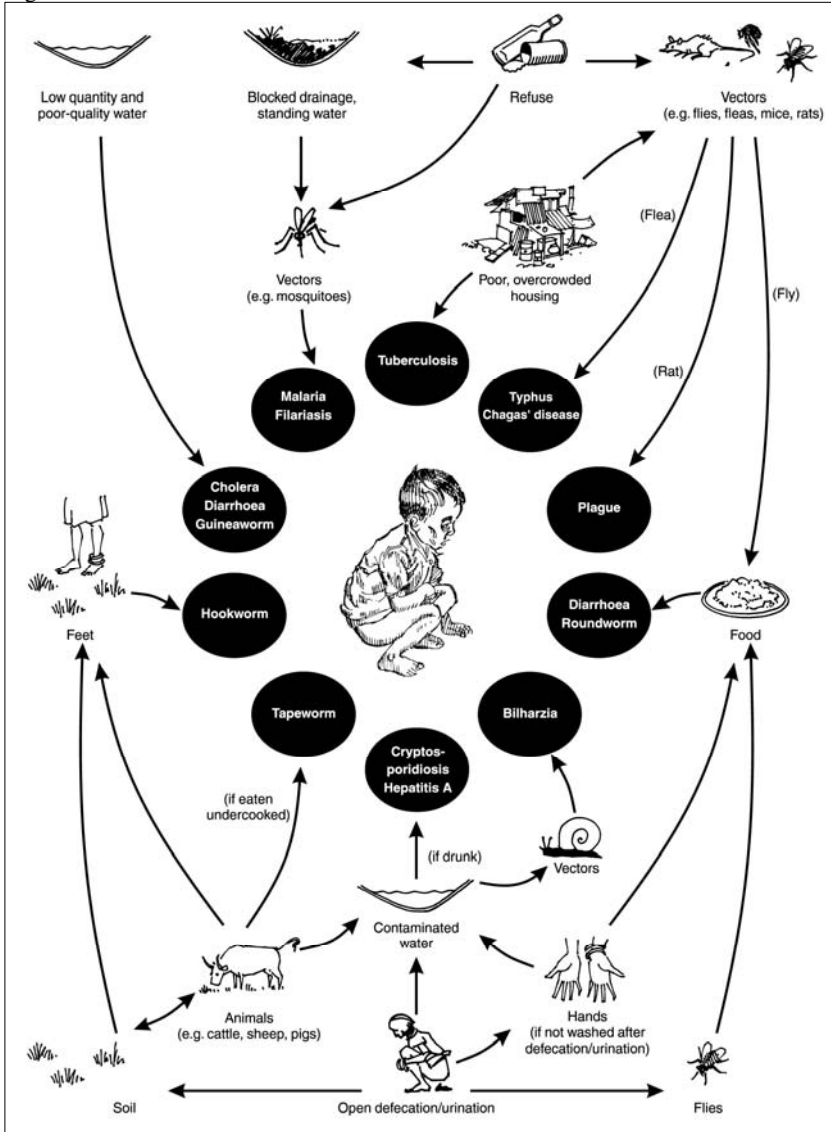 Low quantity and
poor-quality water
Blocked drainage,
standing water
Refuse
Vectors
(e.g. flies, fleas, mice, rats)
(Flea)
Vectors
(e.g. mosquitoes)
Poor, overcrowded
housing
(Fly)
Tuberculosis
(Rat)
Malaria
Filariasis
Typhus
Chagas' disease
Cholera
Diarrhoea
Guineaworm
Plague
Hookworm
Diarrhoea
Roundworm
Feet
Food
Tapeworm
Bilharzia
Cryptos-
poridiosis
Hepatitis A
(if eaten
undercooked)
(if drunk)
Vectors
Contaminated
water
Animals
(e.g. cattle, sheep, pigs)
Hands
(if not washed after
defecation/urination)
Soil
Open defecation/urination
Flies